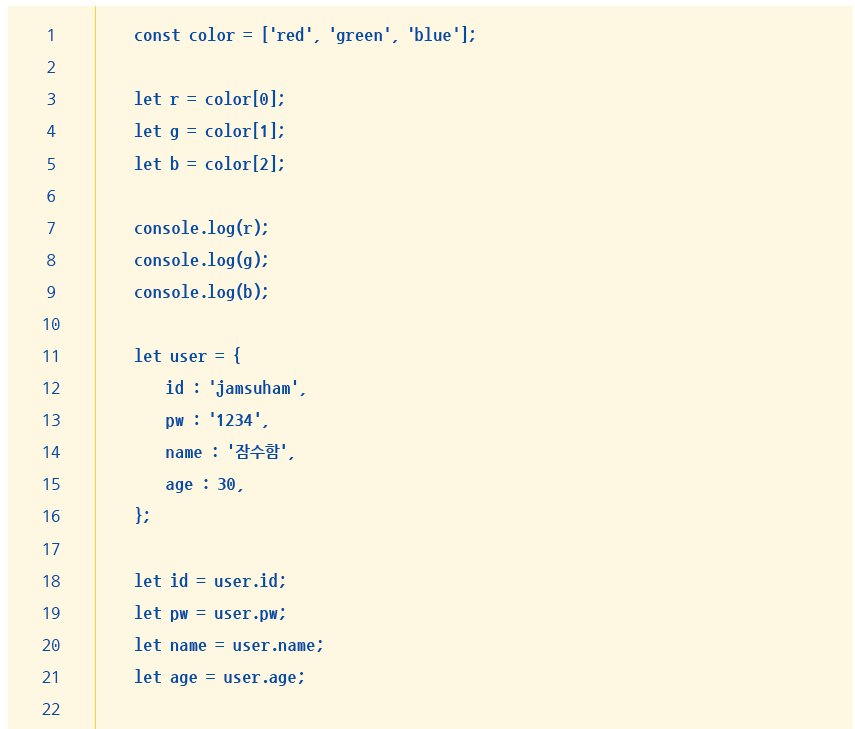 1 const color = ['red', 'green', 'blue'];
2
3 let r = color[0];
4 let g = color[1];
5 let b = color[2];
6
7 console.log(r);
8 console.log(g);
9 console.log(b);
10
11 let user = {
12 id : 'jamsuham',
13 pw : '1234',
14 name : '잠수함',
15 age : 30,
16 };
17
18 let id = user.id;
19 let pw = user.pw;
20 let name = user.name;
21 let age = user.age;
22